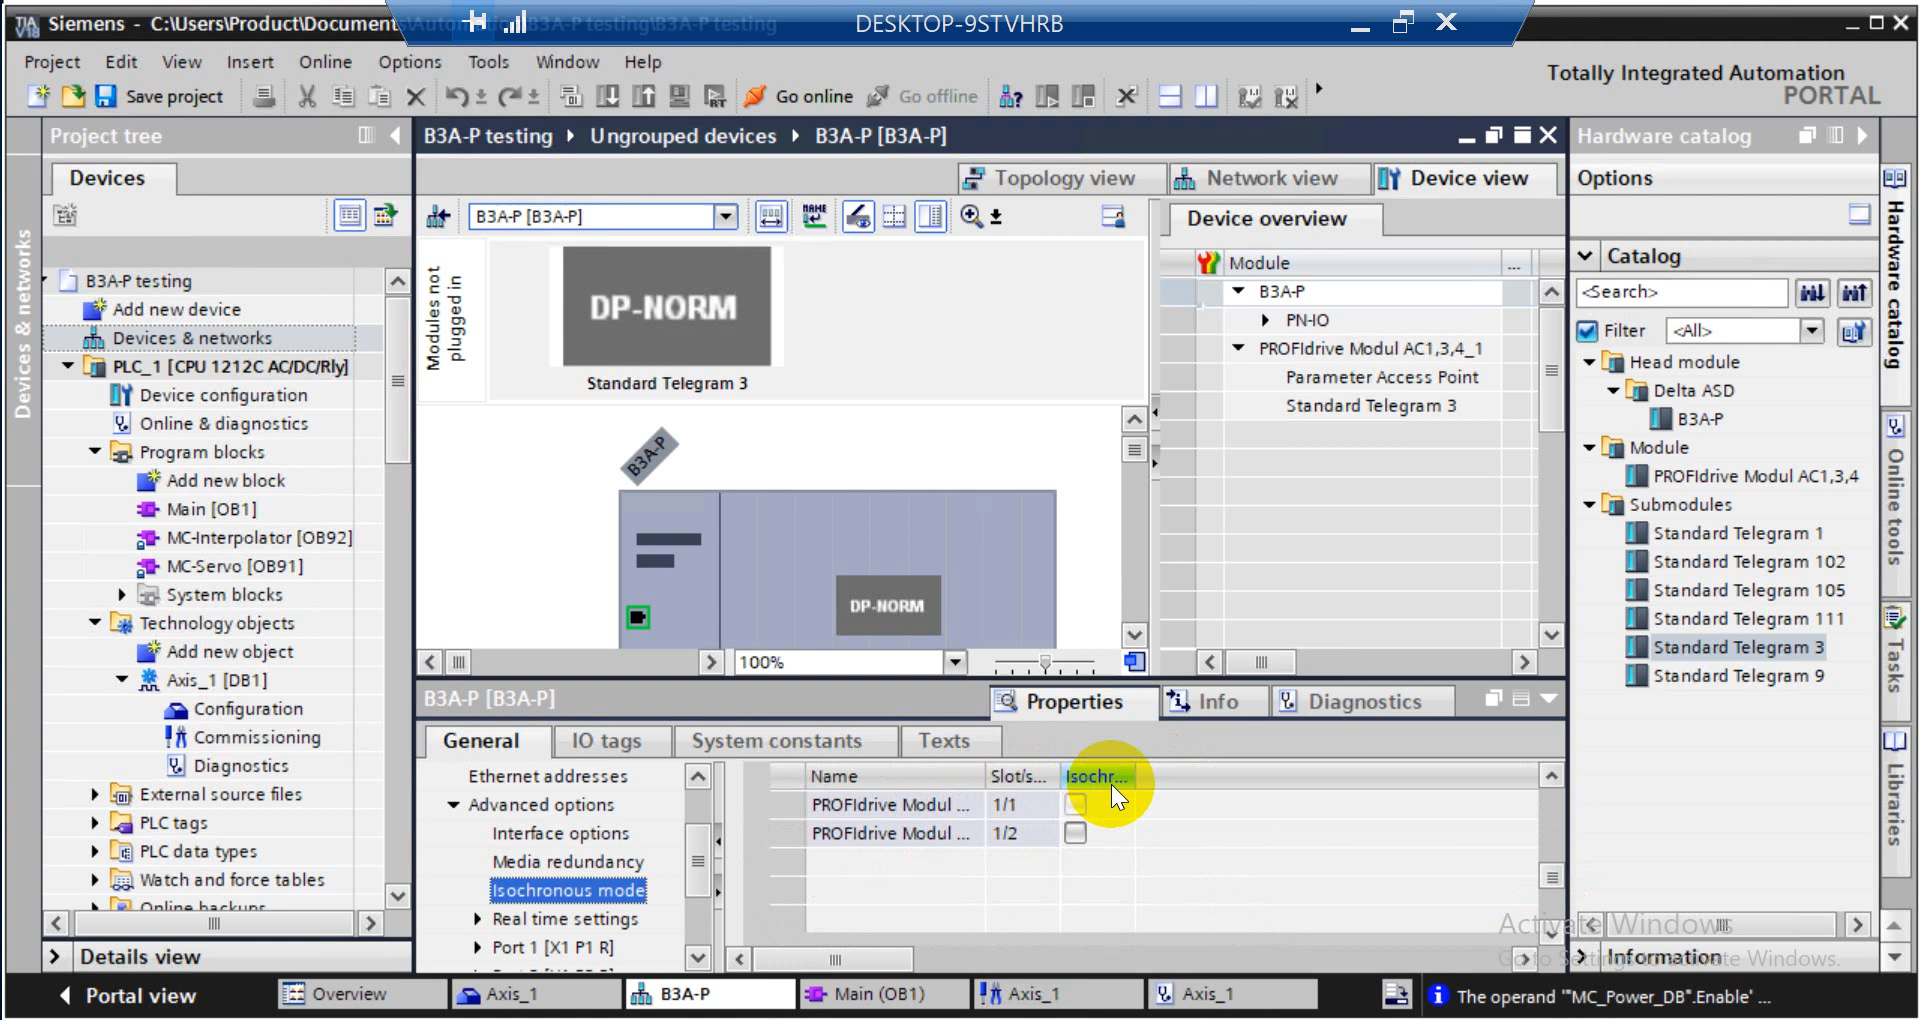 Siemens - C:\Users\Product\Document
DESKTOP-9STVHRB
Project Edit View Insert Online Options Tools Window Help
Totally Integrated Automation
PORTAL
Save project
Go online
Go offline
Project tree
B3A-P testing Ungrouped devices B3A-P [B3A-P]
Hardware catalog
Devices
Topology view
Network view
Device view
Options
B3A-P [B3A-P]
Device overview
Catalog
Modules not
plugged in
DP-NORM
Standard Telegram 3
B3A-P
DP-NORM
100%
Module ...
B3A-P
PN-IO
PROFIdrive Modul AC1,3,4_1
Parameter Access Point
Standard Telegram 3
<Search>
Filter <All>
Head module
Delta ASD
B3A-P
Module
PROFIdrive Modul AC1,3,4
Submodules
Standard Telegram 1
Standard Telegram 102
Standard Telegram 105
Standard Telegram 111
Standard Telegram 3
Standard Telegram 9
Hardware catalog
Online tools
Tasks
Libraries
Devices & networks
B3A-P testing
Add new device
Devices & networks
PLC_1 [CPU 1212C AC/DC/Rly]
Device configuration
Online & diagnostics
Program blocks
Add new block
Main [OB1]
MC-Interpolator [OB92]
MC-Servo [OB91]
System blocks
Technology objects
Add new object
Axis_1 [DB1]
Configuration
Commissioning
Diagnostics
External source files
PLC tags
PLC data types
Watch and force tables
Online backups
Details view
B3A-P [B3A-P]
Properties
Info
Diagnostics
General
IO tags
System constants
Texts
Ethernet addresses
Advanced options
Interface options
Media redundancy
Isochronous mode
Real time settings
Port 1 [X1 P1 R]
Name Slot/s... Isochr...
PROFIdrive Modul ... 1/1
PROFIdrive Modul ... 1/2
Activate Windows
Go to Settings to activate Windows.
Information
Portal view
Overview
Axis_1
B3A-P
Main (OB1)
Axis_1
Axis_1
The operand '"MC_Power_DB".Enable' ...